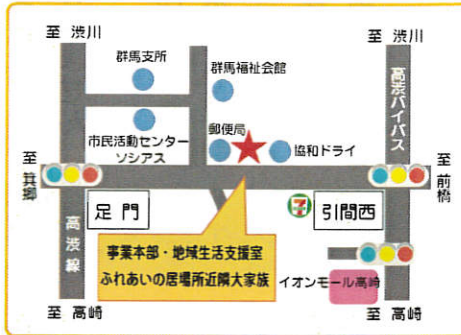 至 渋川
至 渋川
群馬支所
群馬福祉会館
高渋バイパス
郵便局
市民活動センター
ソシアス
協和ドライ
至 箕郷
至 前橋
足門
7
引間西
高渋線
事業本部・地域生活支援室
ふれあいの居場所近隣大家族
イオンモール高崎
至 高崎
至 高崎